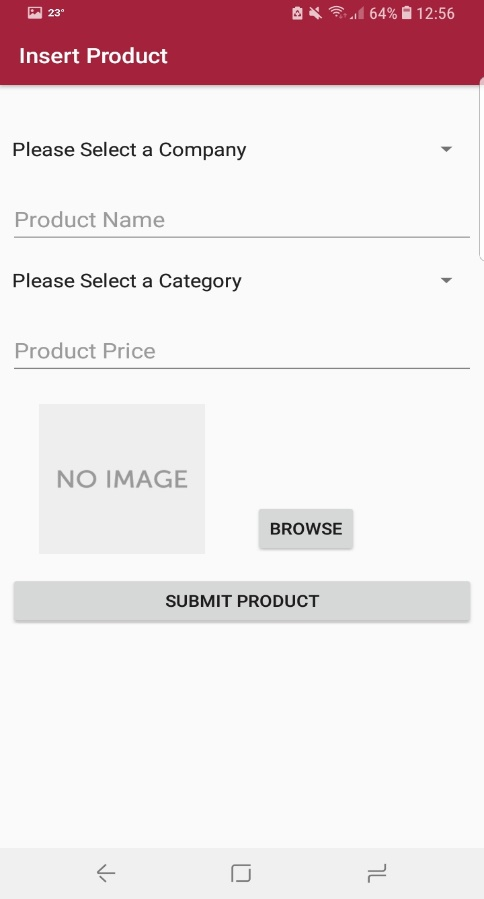 23° 64% 12:56
Insert Product
Please Select a Company
Product Name
Please Select a Category
Product Price
NO IMAGE
BROWSE
SUBMIT PRODUCT